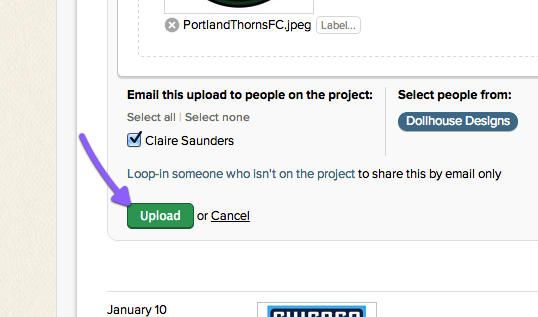 PortlandThornsFC.jpeg Label...
Email this upload to people on the project:
Select all | Select none
Claire Saunders
Select people from:
Dollhouse Designs
Loop-in someone who isn't on the project to share this by email only
Upload or Cancel
January 10
CHICAGO